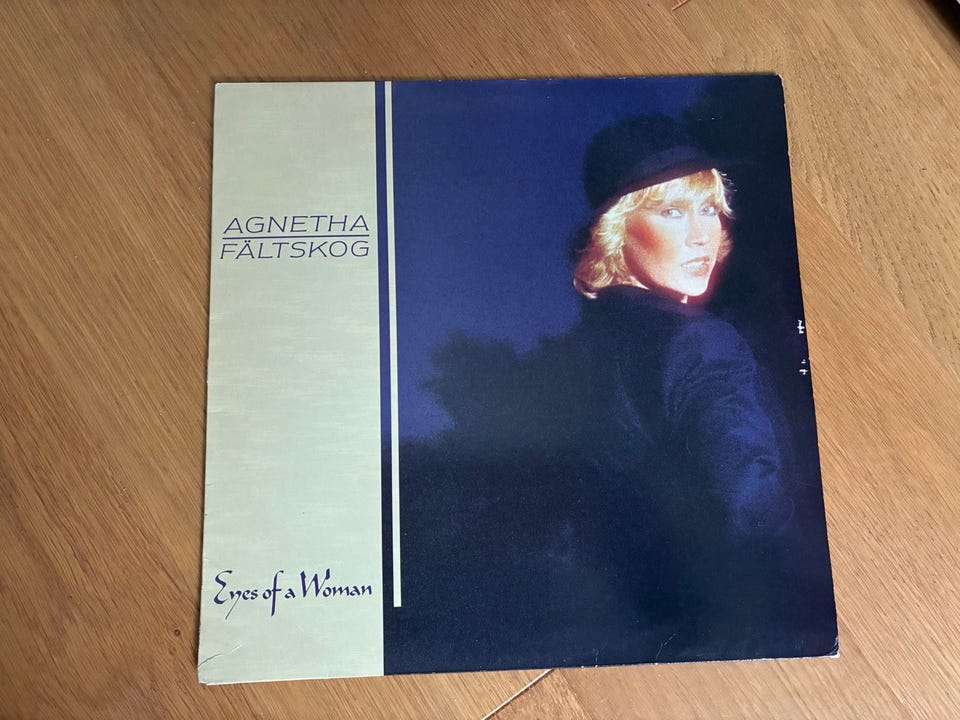 AGNETHA
FÄLTSKOG
Eyes of a Woman